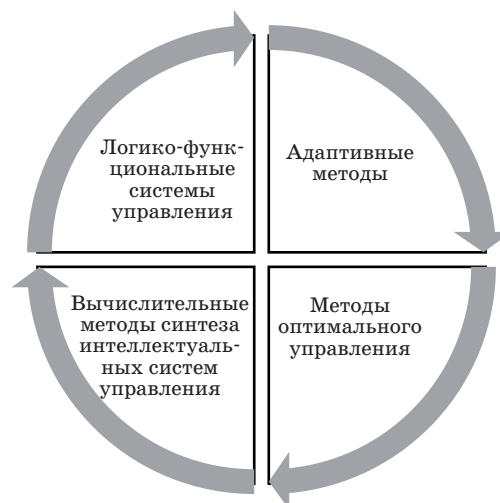 Логико-функ-
циональные
системы
управления
Адаптивные
методы
Вычислительные
методы синтеза
интеллектуаль-
ных систем
управления
Методы
оптимального
управления